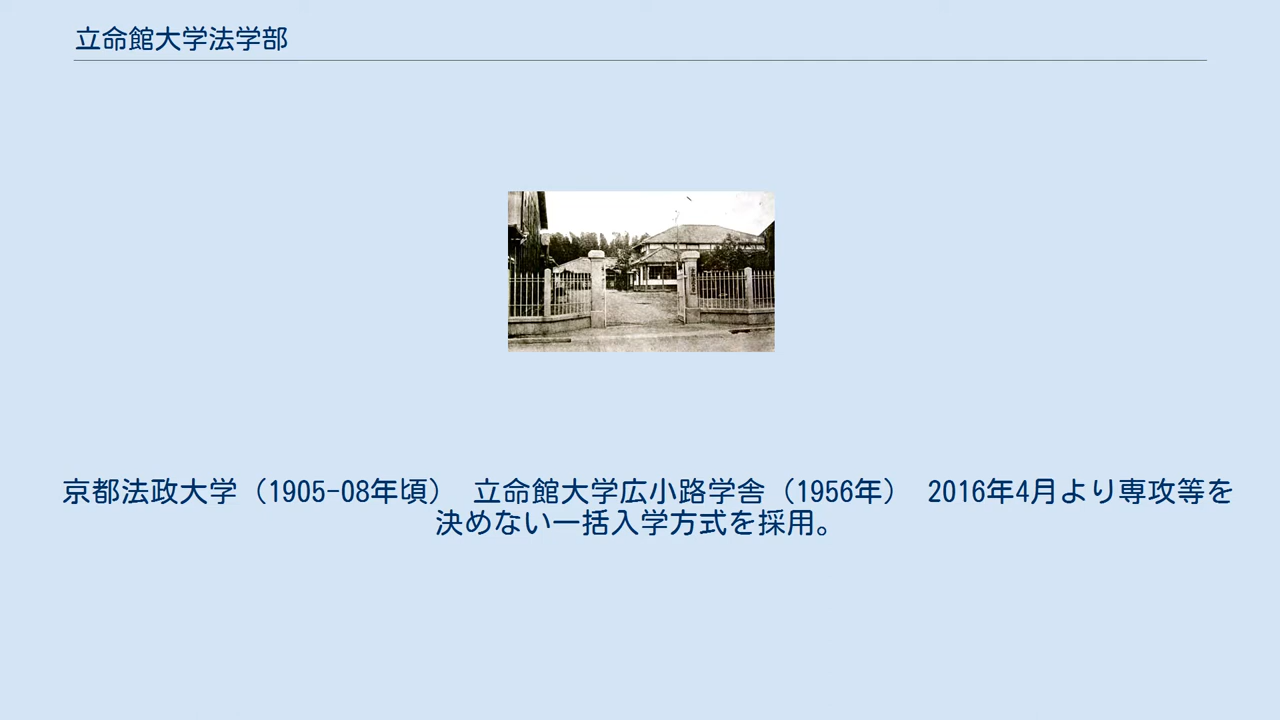 立命館大学法学部
京都法政大学（1905-08年頃） 立命館大学広小路学舎（1956年） 2016年4月より専攻等を
決めない一括入学方式を採用。